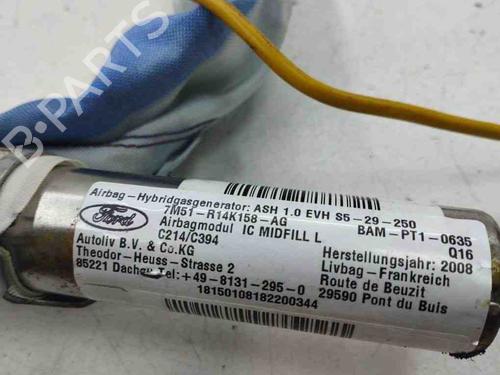 B-PARTS
Airbag-Hybridgasgenerator: ASH 1.0 EVH S5-29-250
Ford
7M51-R14K158-AG
BAM-PT1-0635
Airbagmodul IC MIDFILL L
Q16
C214/C394
Herstellungsjahr: 2008
Autoliv B.V. & Co.KG
Livbag-Frankreich
Theodor-Heuss-Strasse 2
Route de Beuzit
85221 Dachau Tel:+49-8131-295-0
29590 Pont du Buis
18150108182200344